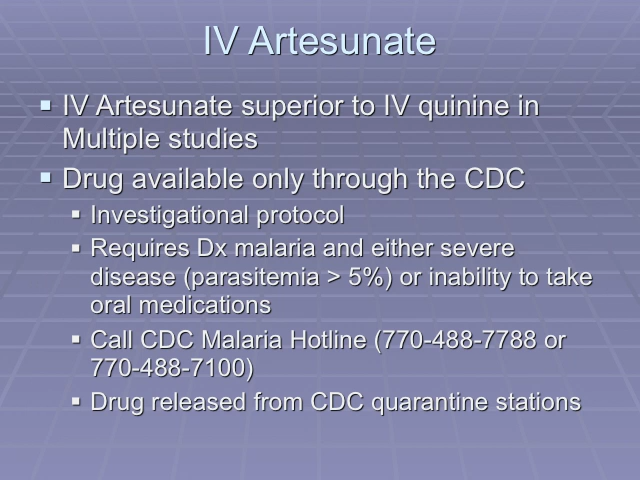 IV Artesunate
IV Artesunate superior to IV quinine in
Multiple studies
Drug available only through the CDC
Investigational protocol
Requires Dx malaria and either severe
disease (parasitemia > 5%) or inability to take
oral medications
Call CDC Malaria Hotline (770-488-7788 or
770-488-7100)
Drug released from CDC quarantine stations